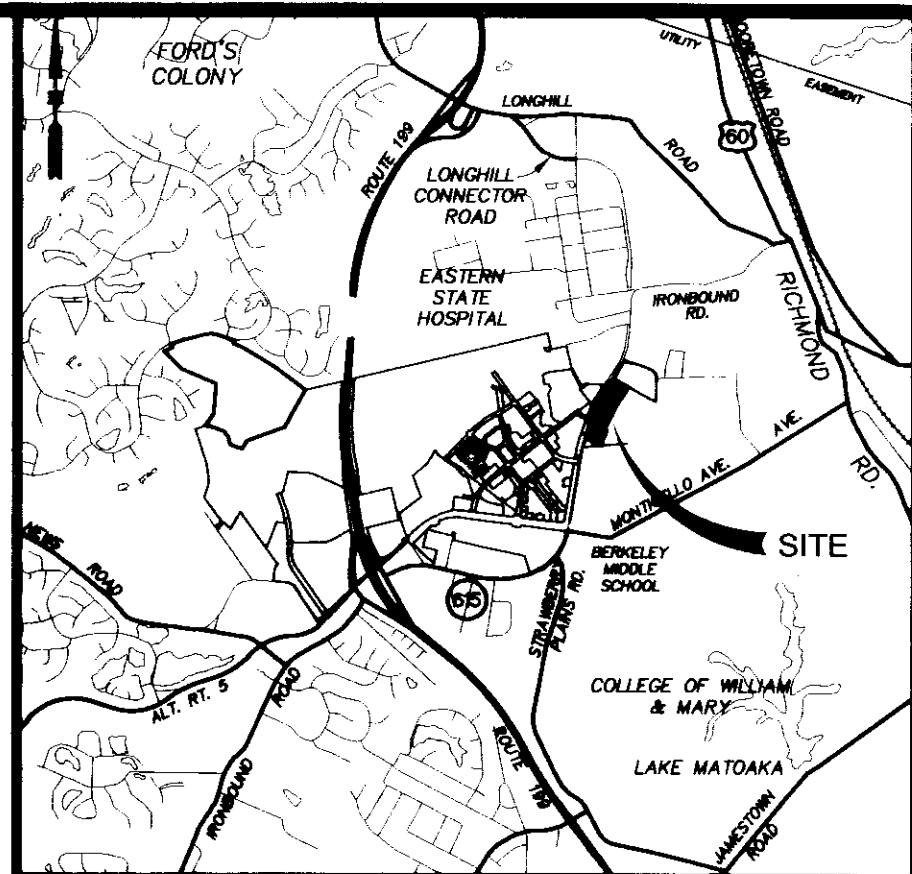 FORD'S
COLONY
UTILITY
EASEMENT
MOORETOWN ROAD
60
LONGHILL
ROAD
ROUTE 199
LONGHILL
CONNECTOR
ROAD
EASTERN
STATE
HOSPITAL
IRONBOUND
RD.
RICHMOND
RD.
MONTICELLO AVE.
AVE.
SITE
BERKELEY
MIDDLE
SCHOOL
STRAWBERRY
PLAINS RD.
615
NEWS
ROAD
ALT. RT. 5
IRONBOUND
ROAD
ROUTE 199
COLLEGE OF WILLIAM
& MARY
LAKE MATOAKA
JAMESTOWN
ROAD